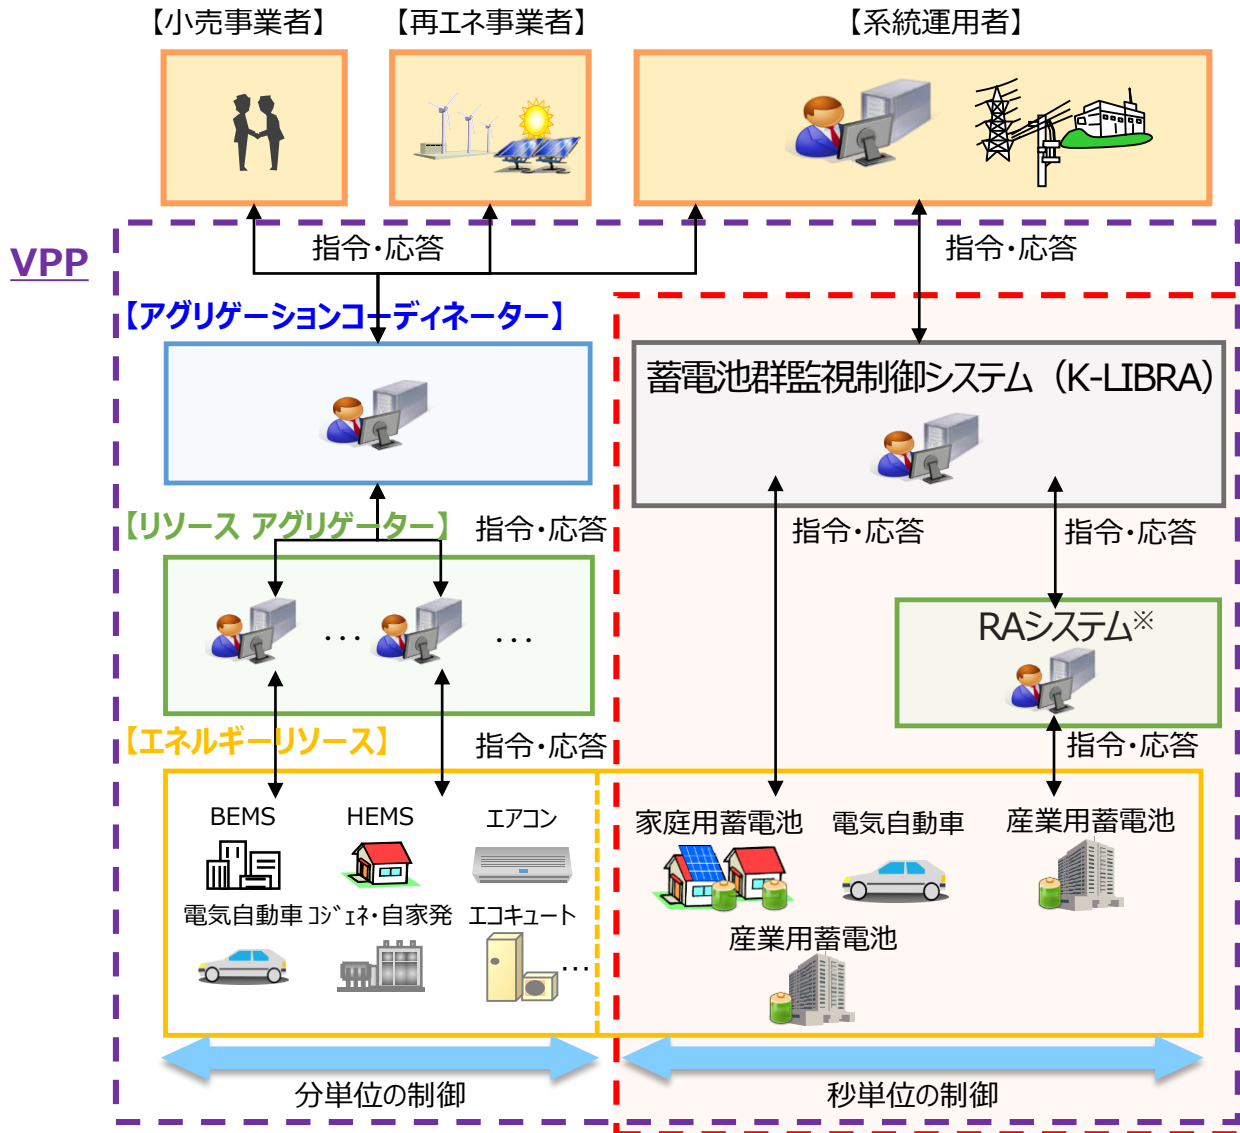 【小売事業者】
【再エネ事業者】
【系統運用者】
VPP
指令・応答
指令・応答
【アグリゲーションコーディネーター】
蓄電池群監視制御システム（K-LIBRA）
【リソース アグリゲーター】
指令・応答
指令・応答
指令・応答
・・・
・・・
RAシステム※
【エネルギーリソース】
指令・応答
指令・応答
BEMS
HEMS
エアコン
家庭用蓄電池
電気自動車
産業用蓄電池
電気自動車
ｺｼﾞｪﾈ・自家発
エコキュート
・・・
産業用蓄電池
分単位の制御
秒単位の制御